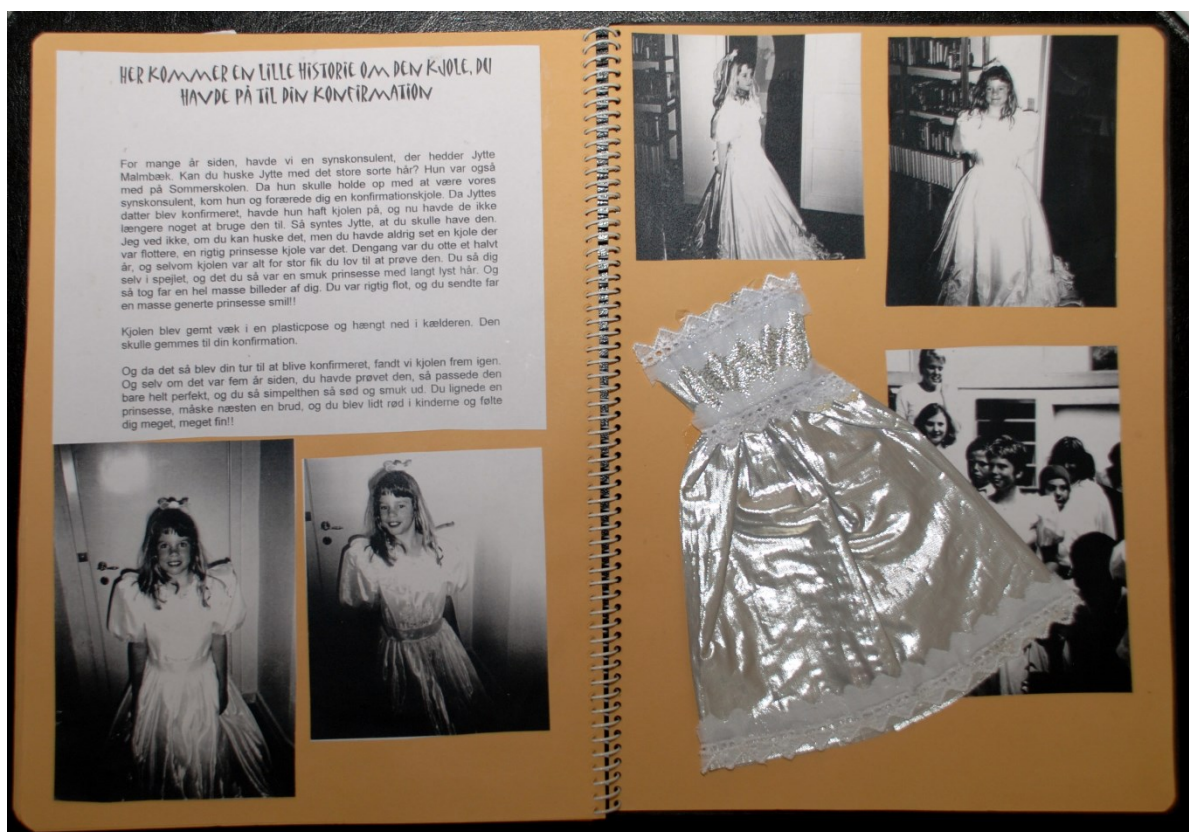 HER KOMMER EN LILLE HISTORIE OM DEN KJOLE, DU
HAVDE PÅ TIL DIN KONFIRMATION
For mange år siden, havde vi en synskonsulent, der hedder Jytte
Malmbæk. Kan du huske Jytte med det store sorte hår? Hun var også
med på Sommerskolen. Da hun skulle holde op med at være vores
synskonsulent, kom hun og forærede dig en konfirmationskjole. Da Jyttes
datter blev konfirmeret, havde hun haft kjolen på, og nu havde de ikke
længere noget at bruge den til. Så syntes Jytte, at du skulle have den.
Jeg ved ikke, om du kan huske det, men du havde aldrig set en kjole der
var flottere, en rigtig prinsesse kjole var det. Dengang var du otte et halvt
år, og selvom kjolen var alt for stor fik du lov til at prøve den. Du så dig
selv i spejlet, og det du så var en smuk prinsesse med langt lyst hår. Og
så tog far en hel masse billeder af dig. Du var rigtig flot, og du sendte far
en masse generte prinsesse smil!!
Kjolen blev gemt væk i en plasticpose og hængt ned i kælderen. Den
skulle gemmes til din konfirmation.
Og da det så blev din tur til at blive konfirmeret, fandt vi kjolen frem igen.
Og selv om det var fem år siden, du havde prøvet den, så passede den
bare helt perfekt, og du så simpelthen så sød og smuk ud. Du lignede en
prinsesse, måske næsten en brud, og du blev lidt rød i kinderne og følte
dig meget, meget fin!!